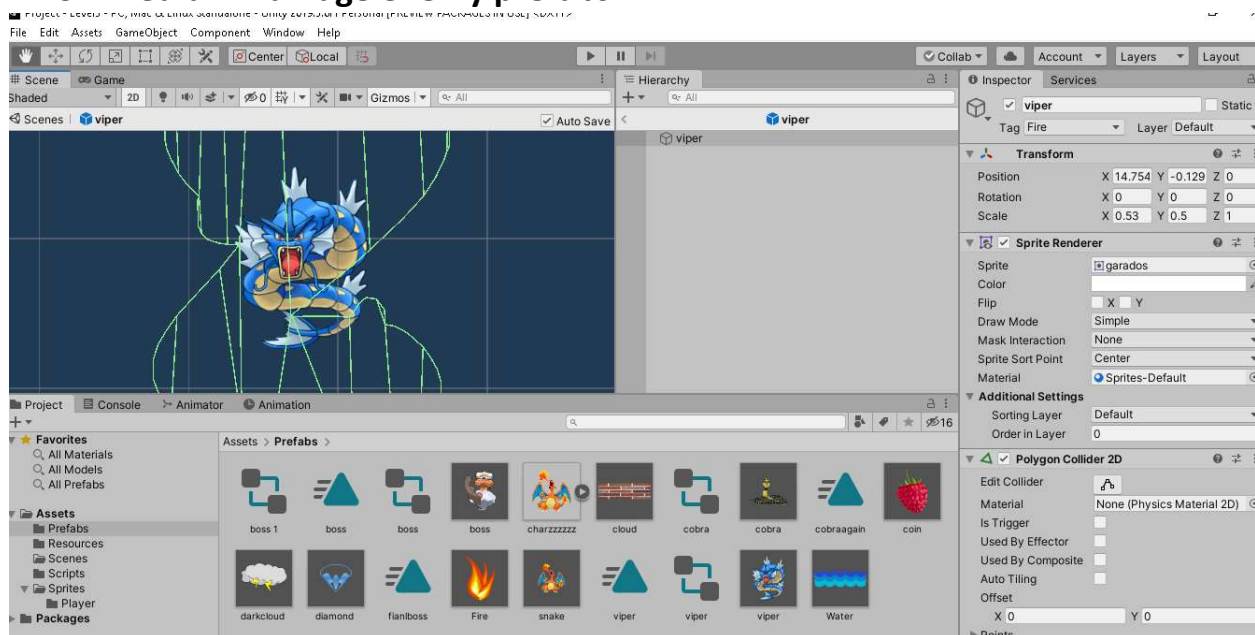 File Edit Assets GameObject Component Window Help
Center Local
Collab Account Layers Layout
Scene Game
Shaded 2D 0 Gizmos All
Scenes viper Auto Save
Hierarchy
All
viper
viper
Inspector Services
viper Static
Tag Fire Layer Default
Transform
Position X 14.754 Y -0.129 Z 0
Rotation X 0 Y 0 Z 0
Scale X 0.53 Y 0.5 Z 1
Sprite Renderer
Sprite garados
Color
Flip X Y
Draw Mode Simple
Mask Interaction None
Sprite Sort Point Center
Material Sprites-Default
Additional Settings
Sorting Layer Default
Order in Layer 0
Polygon Collider 2D
Edit Collider
Material None (Physics Material 2D)
Is Trigger
Used By Effector
Used By Composite
Auto Tiling
Offset
X 0 Y 0
Project Console Animator Animation
16
Favorites
All Materials
All Models
All Prefabs
Assets
Prefabs
Resources
Scenes
Scripts
Sprites
Player
Packages
Assets > Prefabs >
boss 1 boss boss boss charzzzzzz cloud cobra cobra cobraagain coin
darkcloud diamond fianlboss Fire snake viper viper viper Water